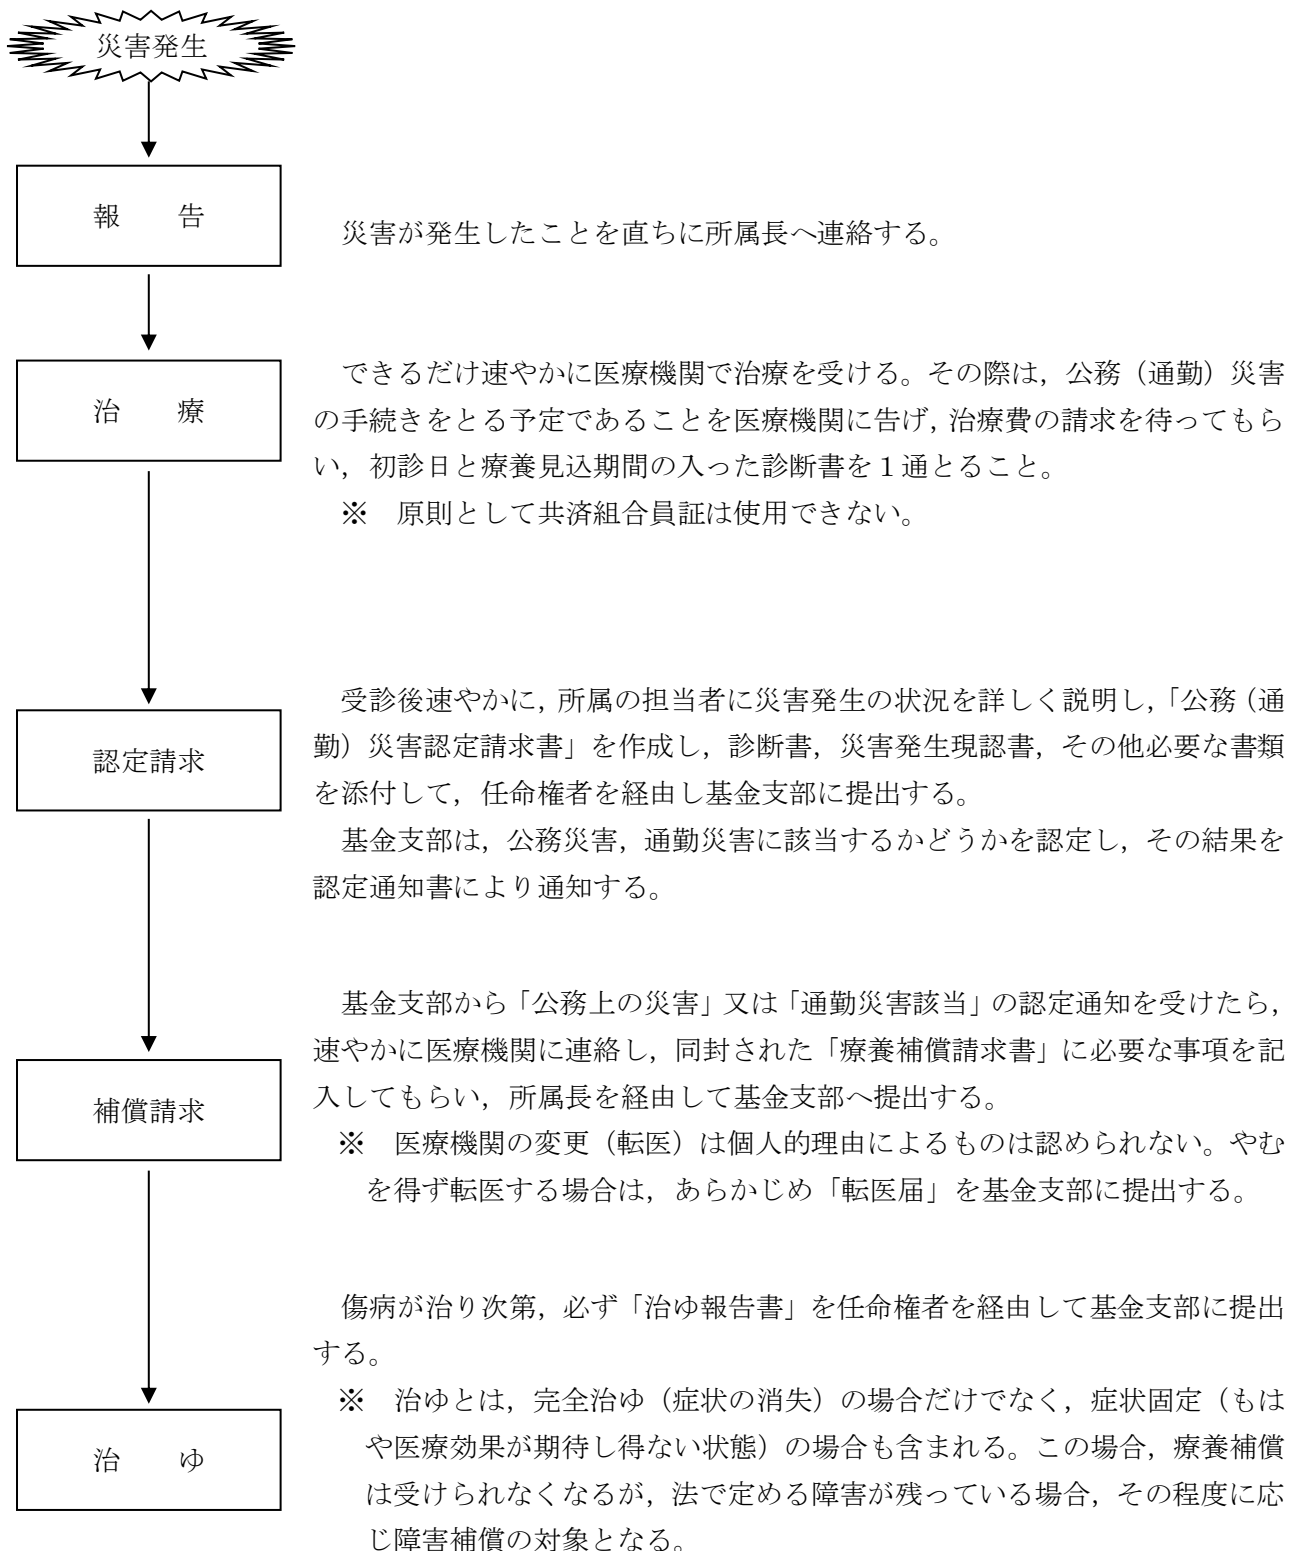 災害発生
報　　告
災害が発生したことを直ちに所属長へ連絡する。
治　　療
できるだけ速やかに医療機関で治療を受ける。その際は，公務（通勤）災害
の手続きをとる予定であることを医療機関に告げ，治療費の請求を待ってもら
い，初診日と療養見込期間の入った診断書を１通とること。
※　原則として共済組合員証は使用できない。
認定請求
受診後速やかに，所属の担当者に災害発生の状況を詳しく説明し，「公務（通
勤）災害認定請求書」を作成し，診断書，災害発生現認書，その他必要な書類
を添付して，任命権者を経由し基金支部に提出する。
基金支部は，公務災害，通勤災害に該当するかどうかを認定し，その結果を
認定通知書により通知する。
補償請求
基金支部から「公務上の災害」又は「通勤災害該当」の認定通知を受けたら，
速やかに医療機関に連絡し，同封された「療養補償請求書」に必要な事項を記
入してもらい，所属長を経由して基金支部へ提出する。
※　医療機関の変更（転医）は個人的理由によるものは認められない。やむ
を得ず転医する場合は，あらかじめ「転医届」を基金支部に提出する。
治　　ゆ
傷病が治り次第，必ず「治ゆ報告書」を任命権者を経由して基金支部に提出
する。
※　治ゆとは，完全治ゆ（症状の消失）の場合だけでなく，症状固定（もは
や医療効果が期待し得ない状態）の場合も含まれる。この場合，療養補償
は受けられなくなるが，法で定める障害が残っている場合，その程度に応
じ障害補償の対象となる。